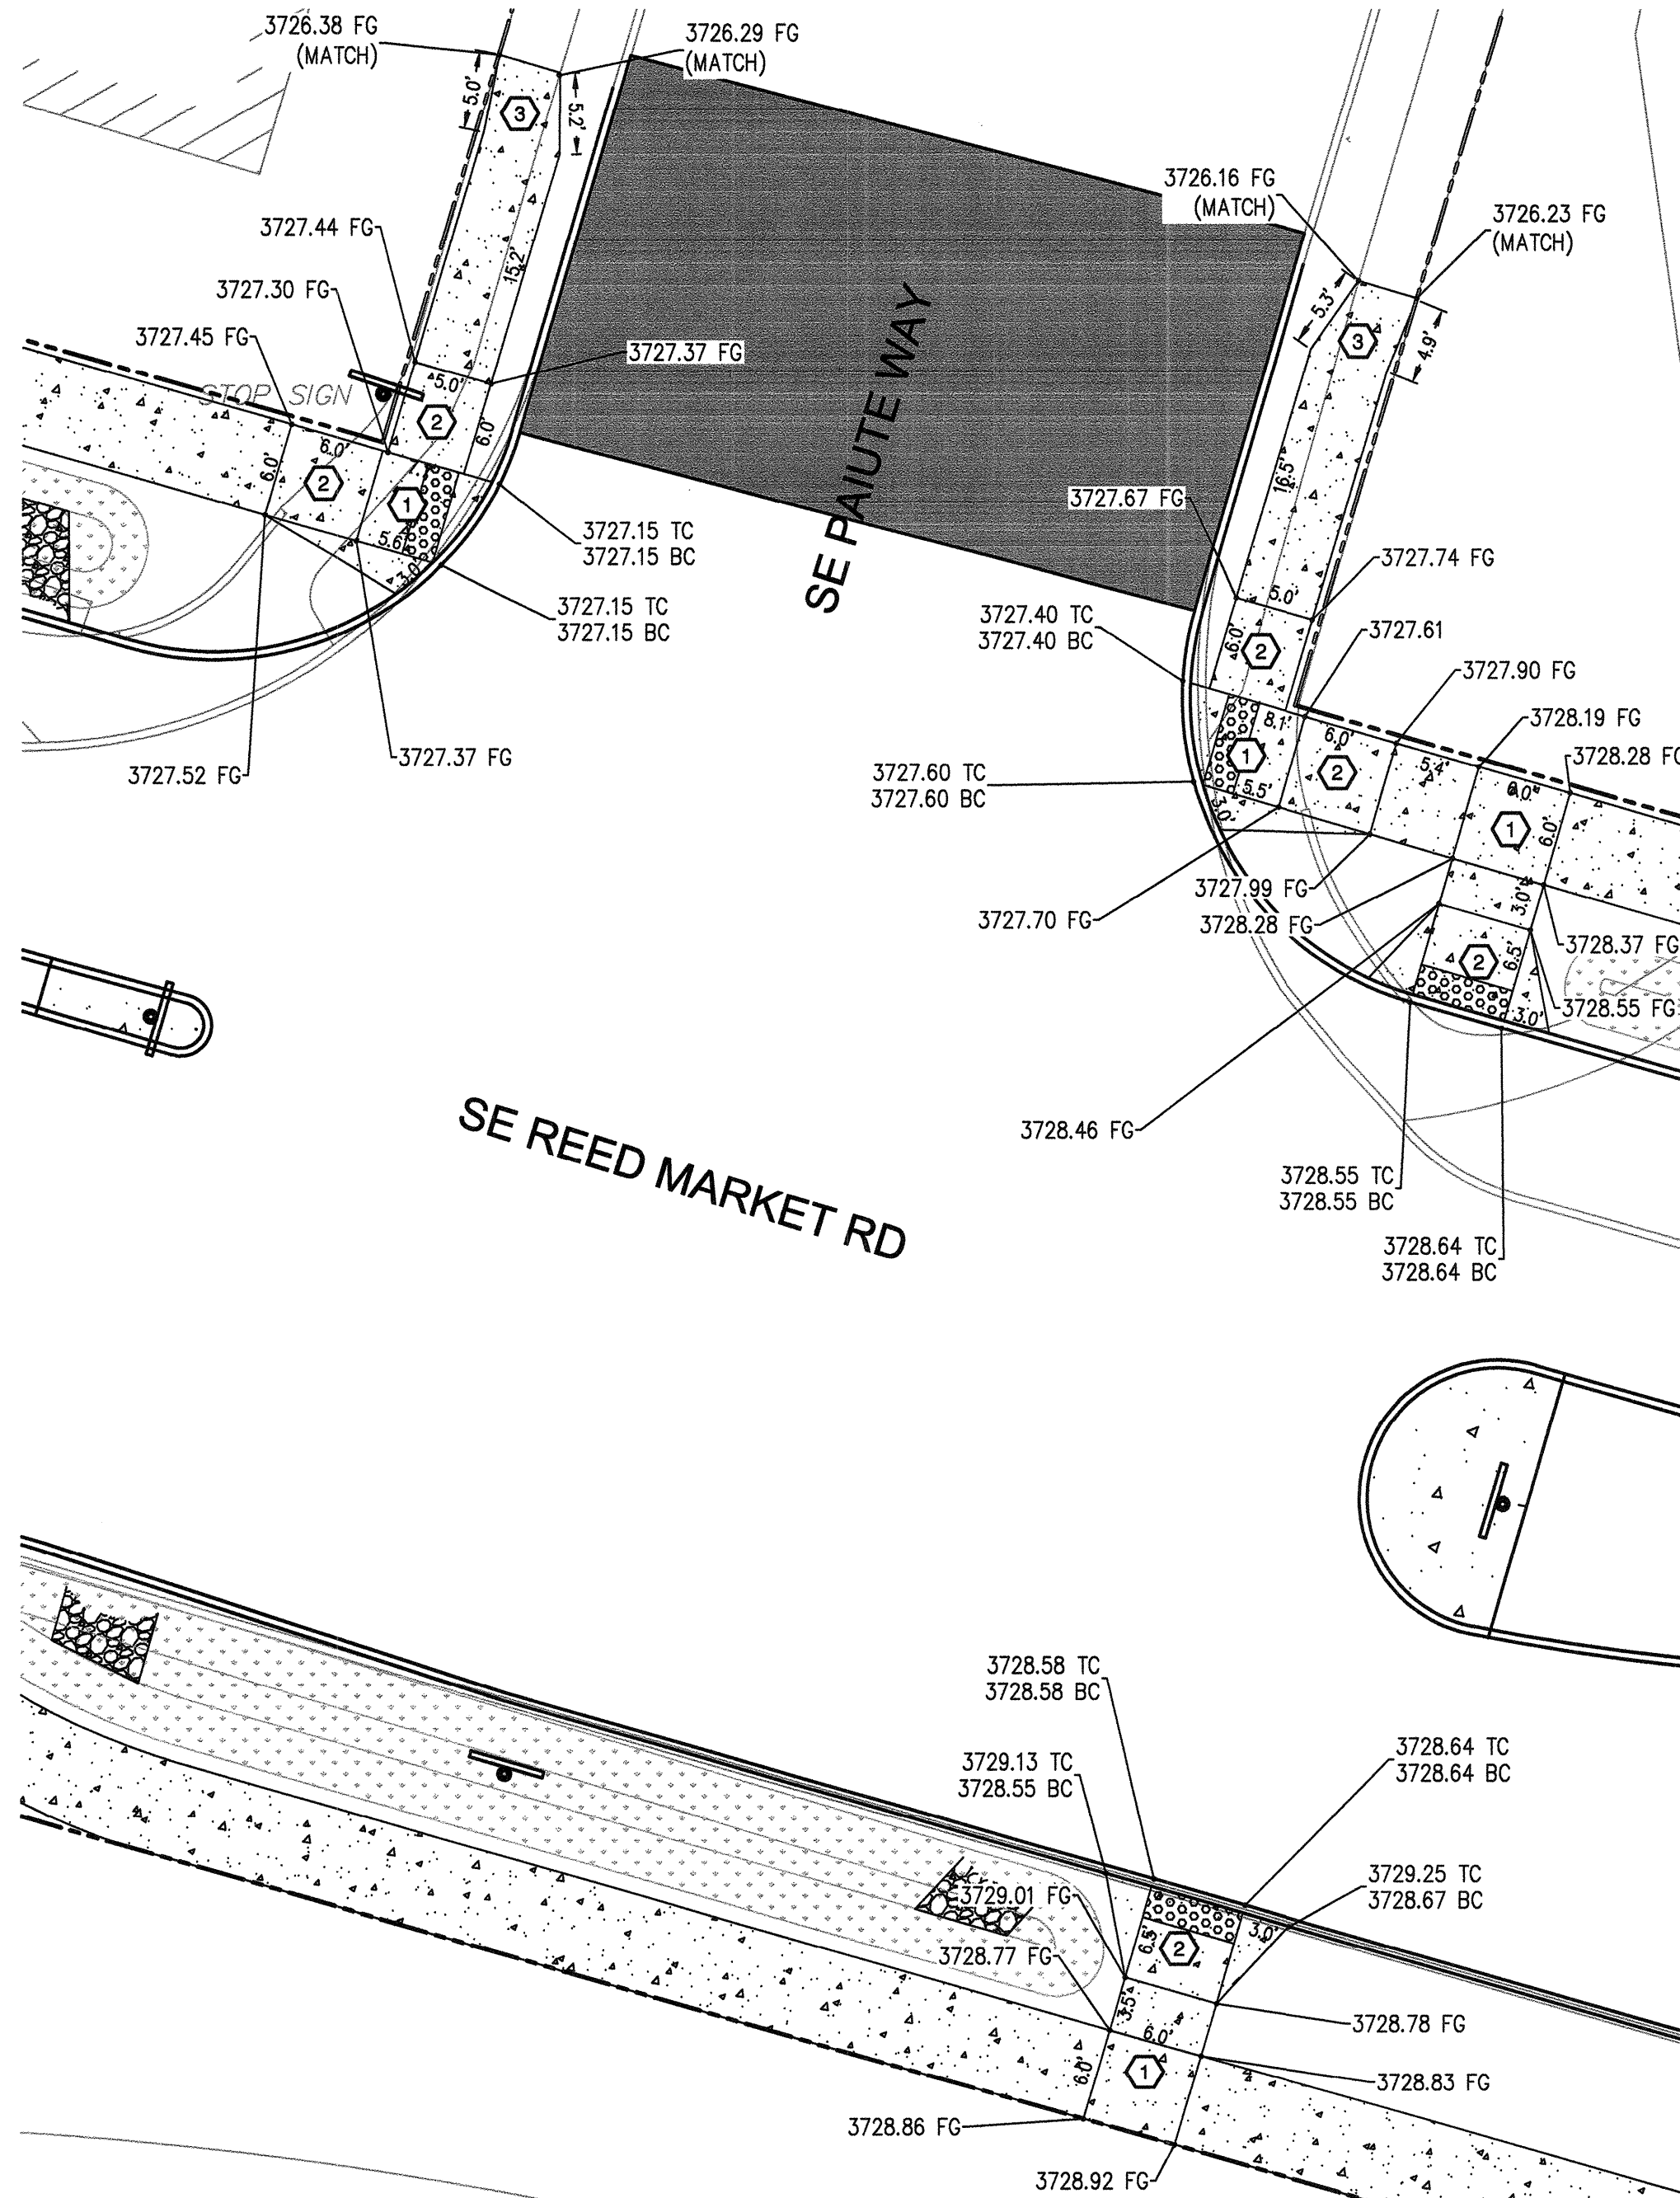 3726.38 FG
(MATCH)
3726.29 FG
(MATCH)
5.0'
3
5.2'
3726.16 FG
(MATCH)
3726.23 FG
(MATCH)
3727.44 FG
15.2'
5.3'
3
4.9'
3727.30 FG
3727.45 FG
3727.37 FG
STOP SIGN
5.0'
2
6.0'
6.0'
6.0'
2
1
5.6'
3.0'
SE PAIUTE WAY
16.5'
3727.67 FG
3727.15 TC
3727.15 BC
3727.15 TC
3727.15 BC
3727.74 FG
5.0'
3727.40 TC
3727.40 BC
6.0'
2
3727.61
3727.90 FG
3728.19 FG
3728.28 FG
8.1'
6.0'
5.4'
6.0'
3727.52 FG
3727.37 FG
3727.60 TC
3727.60 BC
1
2
5.5'
3.0'
1
6.0'
3727.99 FG
3727.70 FG
3728.28 FG
3.0'
3728.37 FG
2
6.5'
3.0'
3728.55 FG
SE REED MARKET RD
3728.46 FG
3728.55 TC
3728.55 BC
3728.64 TC
3728.64 BC
3728.58 TC
3728.58 BC
3729.13 TC
3728.55 BC
3728.64 TC
3728.64 BC
3729.25 TC
3728.67 BC
3729.01 FG
3.0'
6.5'
2
3728.77 FG
3.5'
3728.78 FG
6.0'
6.0'
1
3728.83 FG
3728.86 FG
3728.92 FG